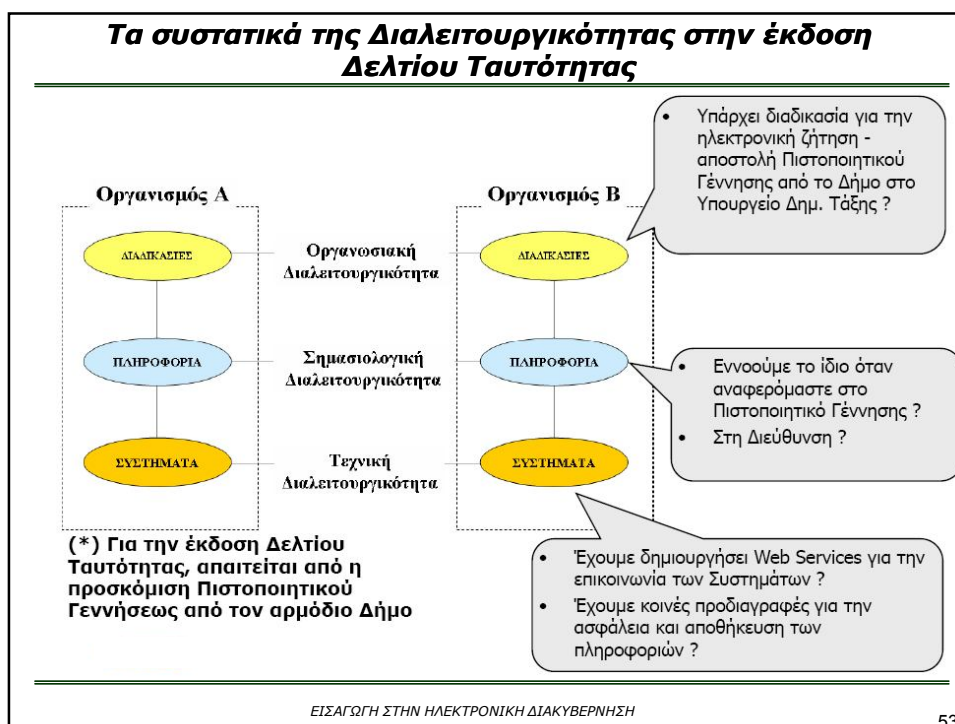 Τα συστατικά της Διαλειτουργικότητας στην έκδοση
Δελτίου Ταυτότητας
• Υπάρχει διαδικασία για την
ηλεκτρονική ζήτηση -
αποστολή Πιστοποιητικού
Γέννησης από το Δήμο στο
Υπουργείο Δημ. Τάξης ?
Οργανισμός Α
Οργανισμός Β
ΔΙΑΔΙΚΑΣΙΕΣ
Οργανωσιακή
Διαλειτουργικότητα
ΔΙΑΔΙΚΑΣΙΕΣ
ΠΛΗΡΟΦΟΡΙΑ
Σημασιολογική
Διαλειτουργικότητα
ΠΛΗΡΟΦΟΡΙΑ
• Εννοούμε το ίδιο όταν
αναφερόμαστε στο
Πιστοποιητικό Γέννησης ?
• Στη Διεύθυνση ?
ΣΥΣΤΗΜΑΤΑ
Τεχνική
Διαλειτουργικότητα
ΣΥΣΤΗΜΑΤΑ
(*) Για την έκδοση Δελτίου
Ταυτότητας, απαιτείται από η
προσκόμιση Πιστοποιητικού
Γεννήσεως από τον αρμόδιο Δήμο
• Έχουμε δημιουργήσει Web Services για την
επικοινωνία των Συστημάτων ?
• Έχουμε κοινές προδιαγραφές για την
ασφάλεια και αποθήκευση των
πληροφοριών ?
ΕΙΣΑΓΩΓΗ ΣΤΗΝ ΗΛΕΚΤΡΟΝΙΚΗ ΔΙΑΚΥΒΕΡΝΗΣΗ
53